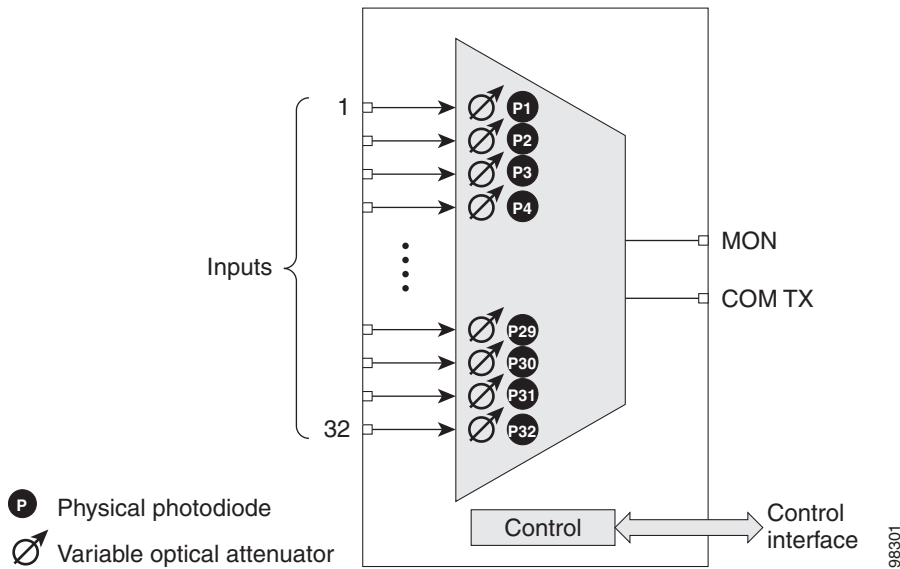 1
P1
P2
P3
P4
MON
Inputs
COM TX
P29
P30
P31
32
P32
P Physical photodiode
Variable optical attenuator
Control
Control
interface
98301